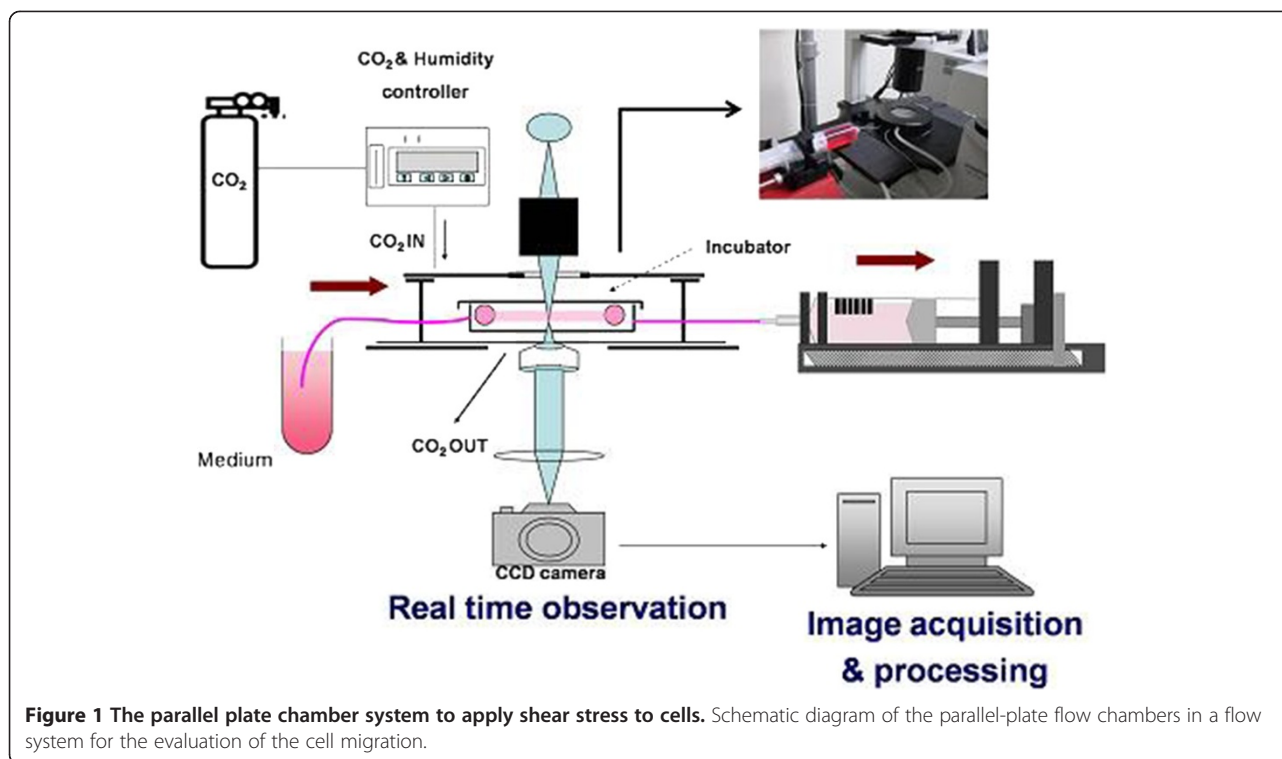 CO2 & Humidity
controller
CO2
CO2 IN
Incubator
Medium
CO2 OUT
CCD camera
Real time observation
Image acquisition
& processing
Figure 1 The parallel plate chamber system to apply shear stress to cells. Schematic diagram of the parallel-plate flow chambers in a flow
system for the evaluation of the cell migration.